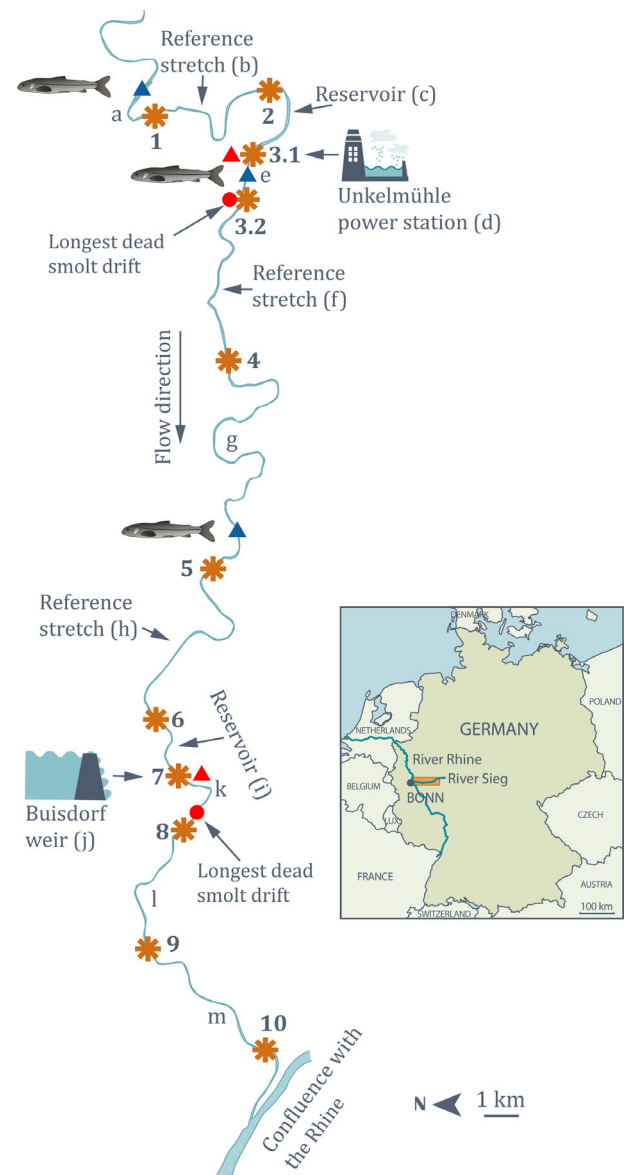 Reference
stretch (b)
a
1
2
Reservoir (c)
3.1
e
Unkelmühle
power station (d)
3.2
Longest dead
smolt drift
Reference
stretch (f)
Flow direction
4
g
5
Reference
stretch (h)
6
Reservoir (i)
7
k
Buisdorf
weir (j)
8
Longest dead
smolt drift
l
9
m
10
Confluence with
the Rhine
N
1 km
DENMARK
POLAND
NETHERLANDS
GERMANY
River Rhine
River Sieg
BELGIUM
BONN
LUX
CZECH
FRANCE
AUSTRIA
SWITZERLAND
100 km